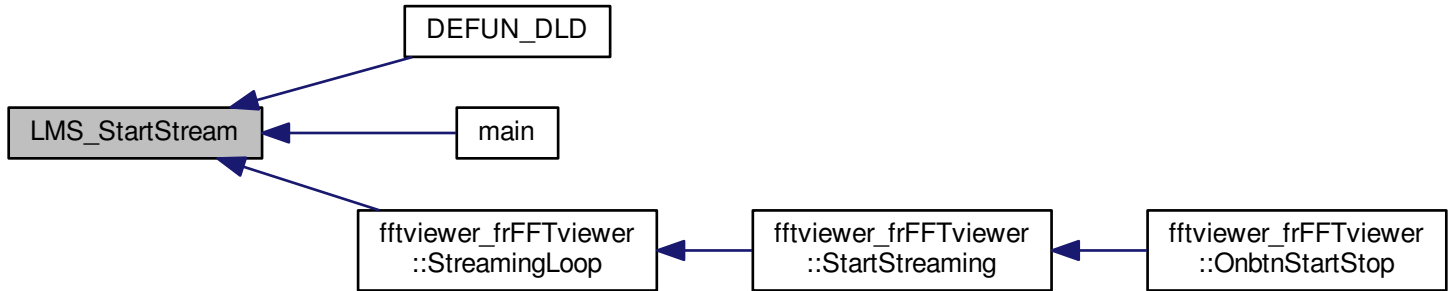 DEFUN_DLD
LMS_StartStream
main
fftviewer_frFFTviewer
::StreamingLoop
fftviewer_frFFTviewer
::StartStreaming
fftviewer_frFFTviewer
::OnbtnStartStop